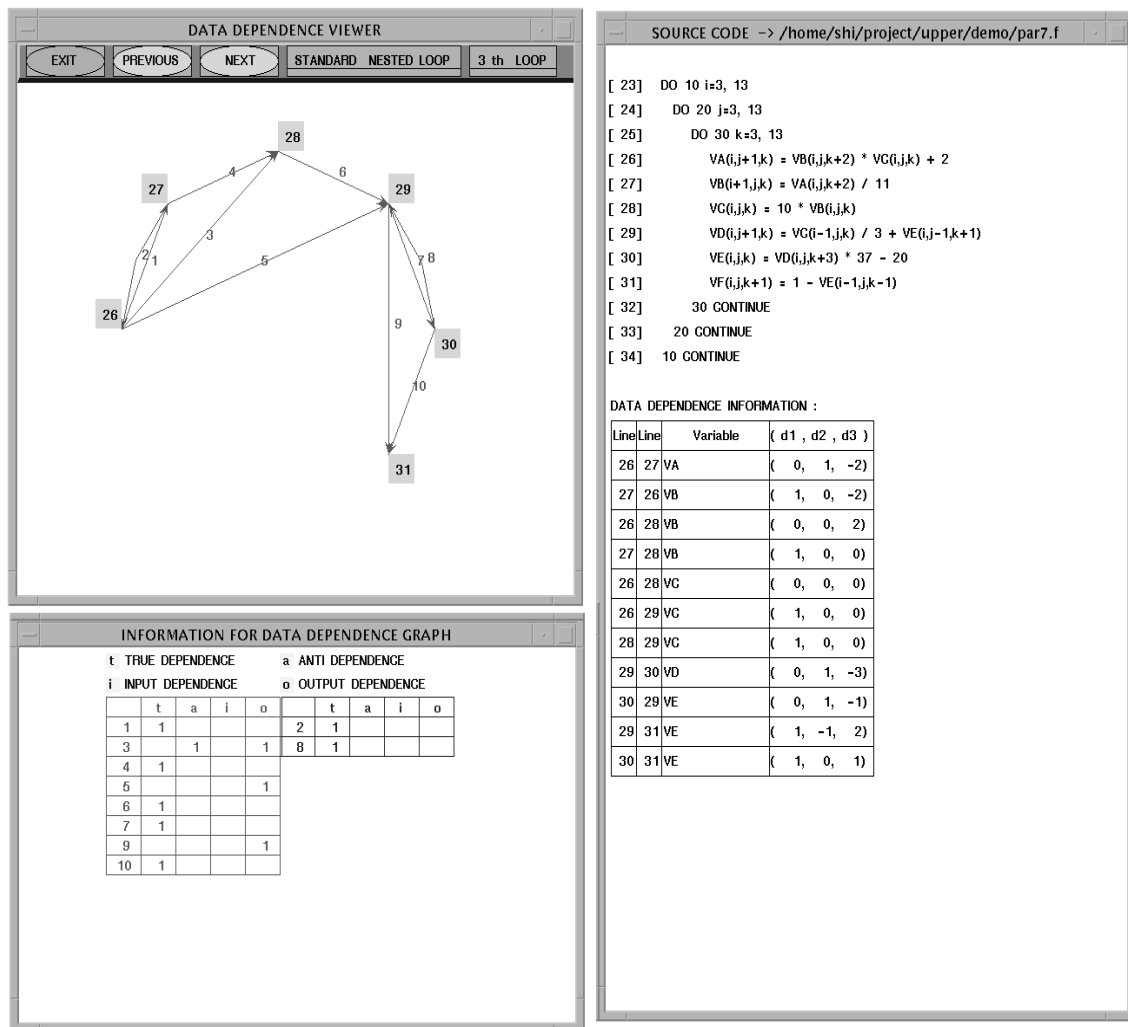 DATA DEPENDENCE VIEWER
EXIT PREVIOUS NEXT STANDARD NESTED LOOP 3 th LOOP
28
27
29
26
30
31
4
6
2
1
3
5
7
8
9
10
INFORMATION FOR DATA DEPENDENCE GRAPH
t TRUE DEPENDENCE a ANTI DEPENDENCE
i INPUT DEPENDENCE o OUTPUT DEPENDENCE
t a i o t a i o
1 1 2 1
3 1 1 8 1
4 1
5 1
6 1
7 1
9 1
10 1
SOURCE CODE -> /home/shi/project/upper/demo/par7.f
[ 23] DO 10 i=3, 13
[ 24] DO 20 j=3, 13
[ 25] DO 30 k=3, 13
[ 26] VA(i,j+1,k) = VB(i,j,k+2) * VC(i,j,k) + 2
[ 27] VB(i+1,j,k) = VA(i,j,k+2) / 11
[ 28] VC(i,j,k) = 10 * VB(i,j,k)
[ 29] VD(i,j+1,k) = VC(i-1,j,k) / 3 + VE(i,j-1,k+1)
[ 30] VE(i,j,k) = VD(i,j,k+3) * 37 - 20
[ 31] VF(i,j,k+1) = 1 - VE(i-1,j,k-1)
[ 32] 30 CONTINUE
[ 33] 20 CONTINUE
[ 34] 10 CONTINUE
DATA DEPENDENCE INFORMATION :
Line Line Variable ( d1 , d2 , d3 )
26 27 VA ( 0, 1, -2)
27 26 VB ( 1, 0, -2)
26 28 VB ( 0, 0, 2)
27 28 VB ( 1, 0, 0)
26 28 VC ( 0, 0, 0)
26 29 VC ( 1, 0, 0)
28 29 VC ( 1, 0, 0)
29 30 VD ( 0, 1, -3)
30 29 VE ( 0, 1, -1)
29 31 VE ( 1, -1, 2)
30 31 VE ( 1, 0, 1)